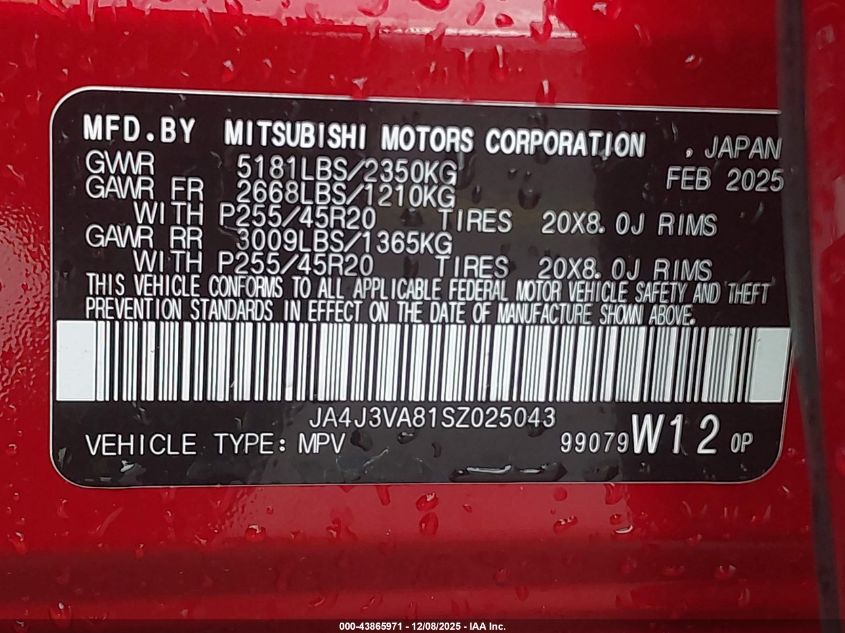 MFD.BY MITSUBISHI MOTORS CORPORATION , JAPAN
GVWR 5181LBS/2350KG FEB 2025
GAWR FR 2668LBS/1210KG
WITH P255/45R20 TIRES 20X8.0J RIMS
GAWR RR 3009LBS/1365KG
WITH P255/45R20 TIRES 20X8.0J RIMS
THIS VEHICLE CONFORMS TO ALL APPLICABLE FEDERAL MOTOR VEHICLE SAFETY AND THEFT
PREVENTION STANDARDS IN EFFECT ON THE DATE OF MANUFACTURE SHOWN ABOVE.
JA4J3VA81SZ025043
VEHICLE TYPE: MPV 99079 W12 0P
000-43865971 - 12/08/2025 - IAA Inc.